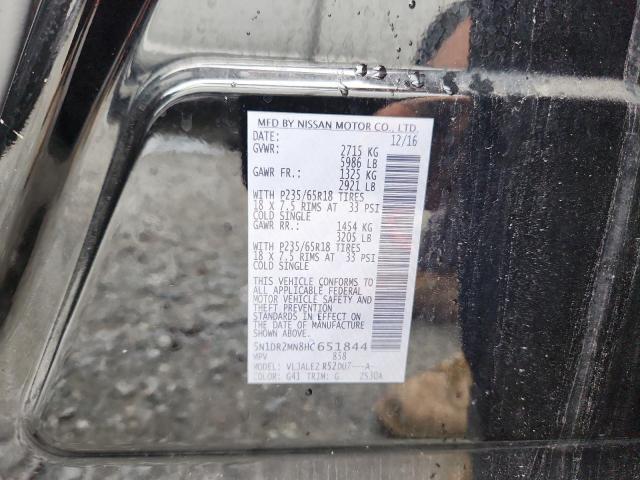 MFD BY NISSAN MOTOR CO., LTD.
DATE: 12/16
GVWR: 2715 KG
5986 LB
GAWR FR.: 1325 KG
2921 LB
WITH P235/65R18 TIRES
18 X 7.5 RIMS AT 33 PSI
COLD SINGLE
GAWR RR.: 1454 KG
3205 LB
WITH P235/65R18 TIRES
18 X 7.5 RIMS AT 33 PSI
COLD SINGLE
THIS VEHICLE CONFORMS TO
ALL APPLICABLE FEDERAL
MOTOR VEHICLE SAFETY AND
THEFT PREVENTION
STANDARDS IN EFFECT ON
THE DATE OF MANUFACTURE
SHOWN ABOVE.
5N1DR2MN8HC651844
MPV 858
MODEL: VLJALEZ R52DU7---A-
COLOR: G41 TRIM: G 2530A